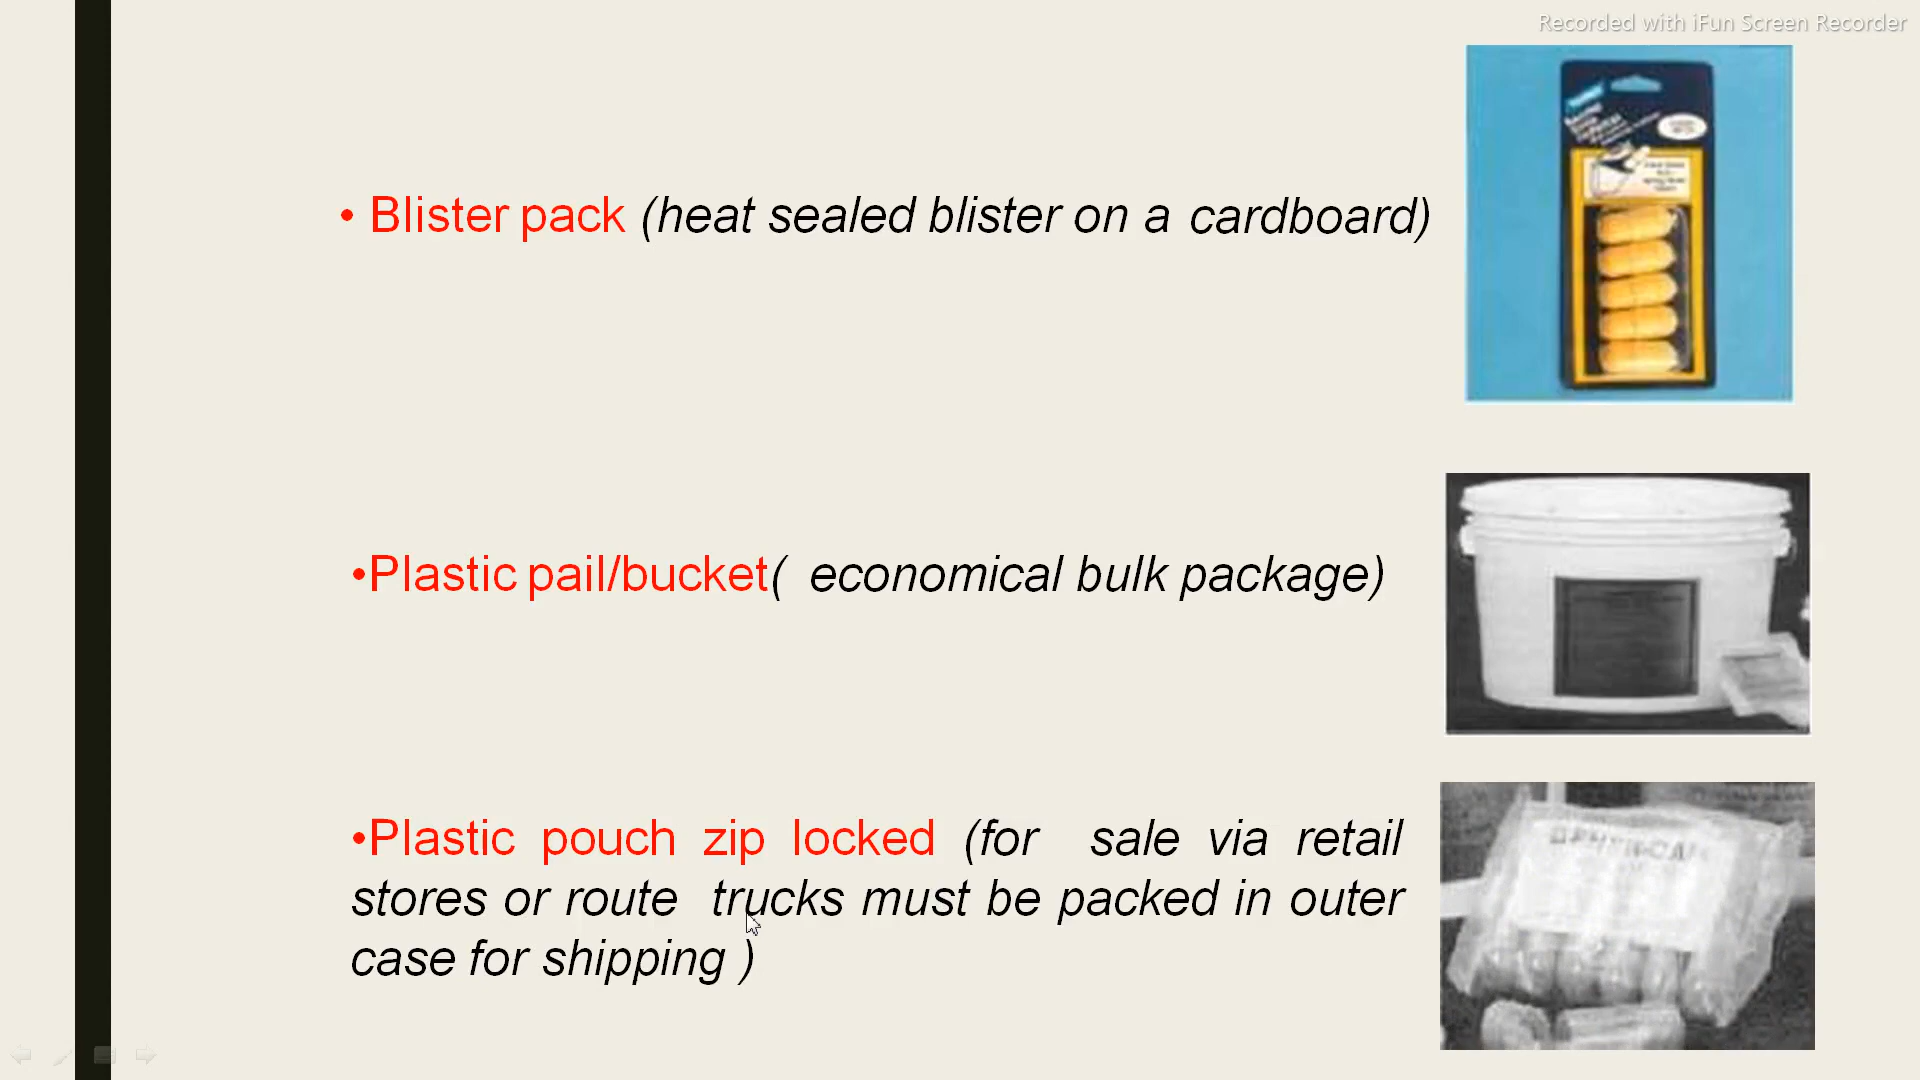 Recorded with iFun Screen Recorder
• Blister pack (heat sealed blister on a cardboard)
•Plastic pail/bucket( economical bulk package)
•Plastic pouch zip locked (for sale via retail
stores or route trucks must be packed in outer
case for shipping )